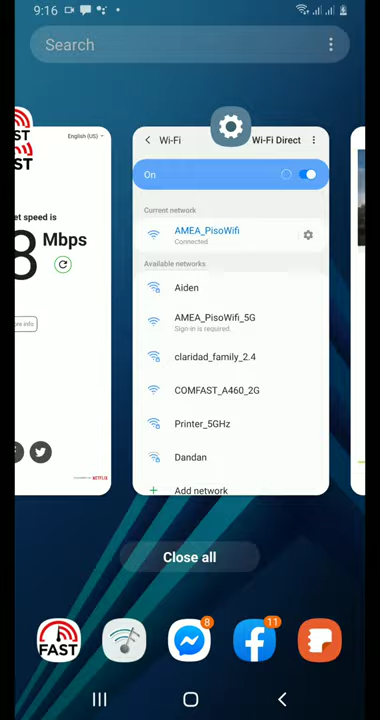 9:16
Search
English (US)
Wi-Fi
Wi-Fi Direct
ST
ST
On
et speed is
8 Mbps
Current network
AMEA_PisoWifi
Connected
Available networks
Aiden
AMEA_PisoWifi_5G
Sign-in is required.
ore info
claridad_family_2.4
COMFAST_A460_2G
Printer_5GHz
Dandan
NETFLIX
Add network
Close all
8
11
FAST